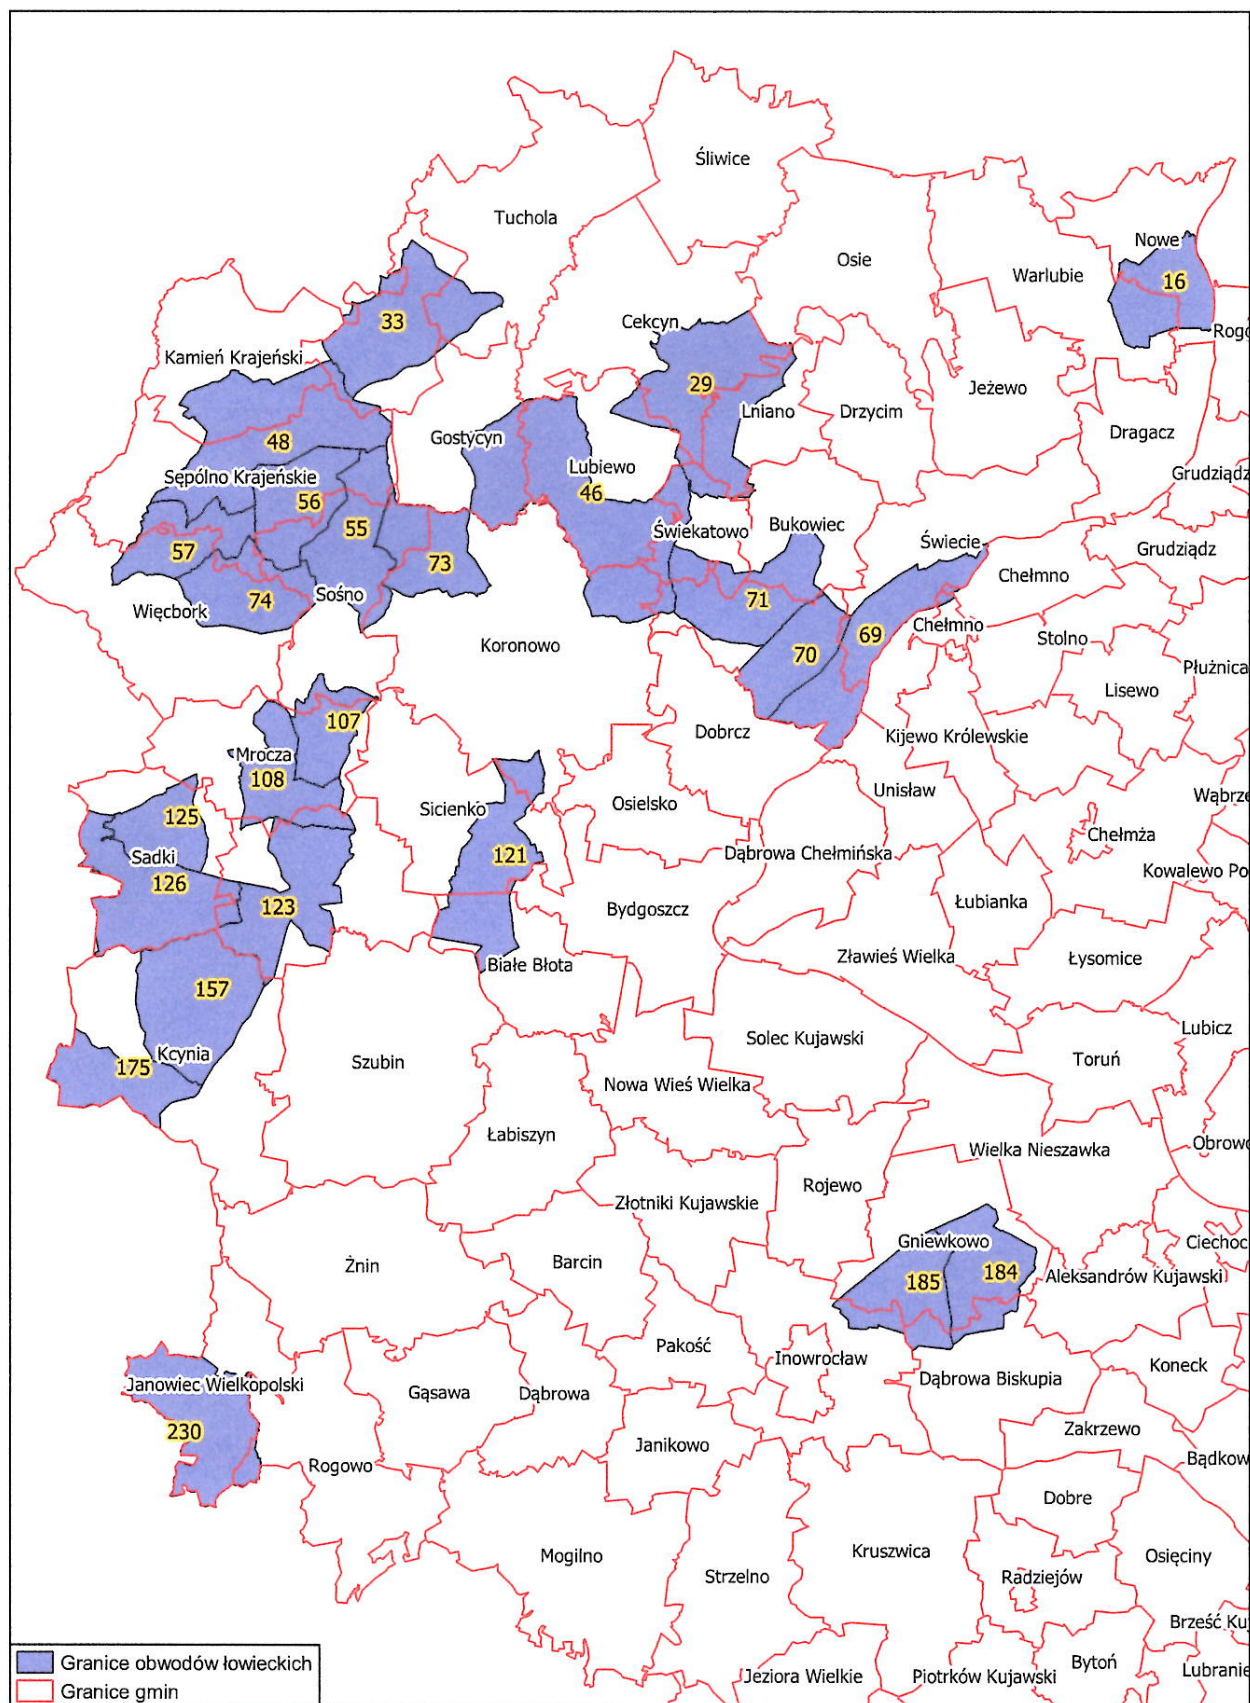 Śliwice
Tuchola
Nowe
Osie
Warlubie
16
33
Cekcyn
Kamień Krajeński
29
Jeżewo
Lniano
Drzycim
Dragacz
48
Gostycyn
Lubiewo
46
Sępólno Krajeńskie
56
Grudziądz
55
Świekatowo
Bukowiec
Świecie
Grudziądz
57
73
Chełmno
74
Sośno
71
Więcbork
Koronowo
70
69
Chełmno
Stolno
Płużnica
Lisewo
107
Dobrcz
Kijewo Królewskie
Mrocza
108
Unisław
Sicienko
Osielsko
125
Chełmża
Sadki
121
Dąbrowa Chełmińska
126
Kowalewo Po
123
Bydgoszcz
Łubianka
Białe Błota
Zławieś Wielka
Łysomice
157
Lubicz
Solec Kujawski
Toruń
Kcynia
175
Szubin
Nowa Wieś Wielka
Łabiszyn
Wielka Nieszawka
Obrowo
Rojewo
Złotniki Kujawskie
Gniewkowo
Ciechoc
Żnin
Barcin
185
184
Aleksandrów Kujawski
Pakość
Inowrocław
Koneck
Janowiec Wielkopolski
Gąsawa
Dąbrowa
Dąbrowa Biskupia
230
Janikowo
Zakrzewo
Bądkow
Rogowo
Dobre
Mogilno
Kruszwica
Osięciny
Strzelno
Radziejów
Brześć Kuj
Granice obwodów łowieckich
Jeziora Wielkie
Piotrków Kujawski
Bytoń
Lubranie
Granice gmin